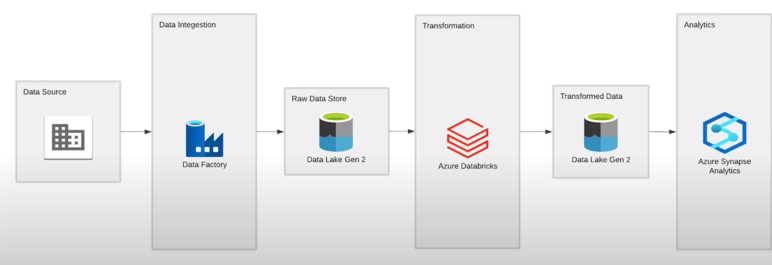 Data Source
Data Integestion
Data Factory
Raw Data Store
Data Lake Gen 2
Transformation
Azure Databricks
Transformed Data
Data Lake Gen 2
Analytics
Azure Synapse
Analytics